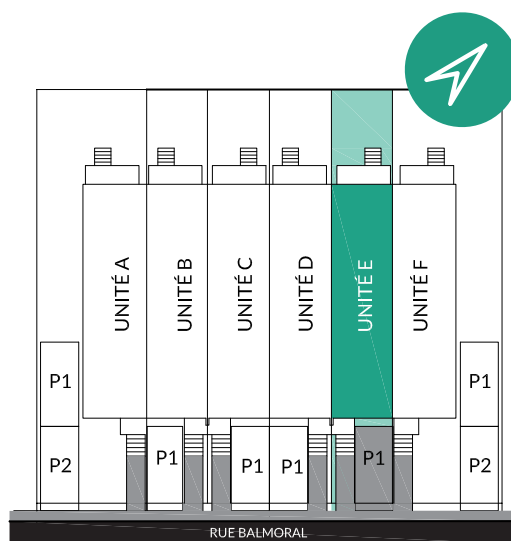 UNITÉ A
UNITÉ B
UNITÉ C
UNITÉ D
UNITÉ E
UNITÉ F
P1
P1
P2
P1
P1
P1
P1
P2
RUE BALMORAL